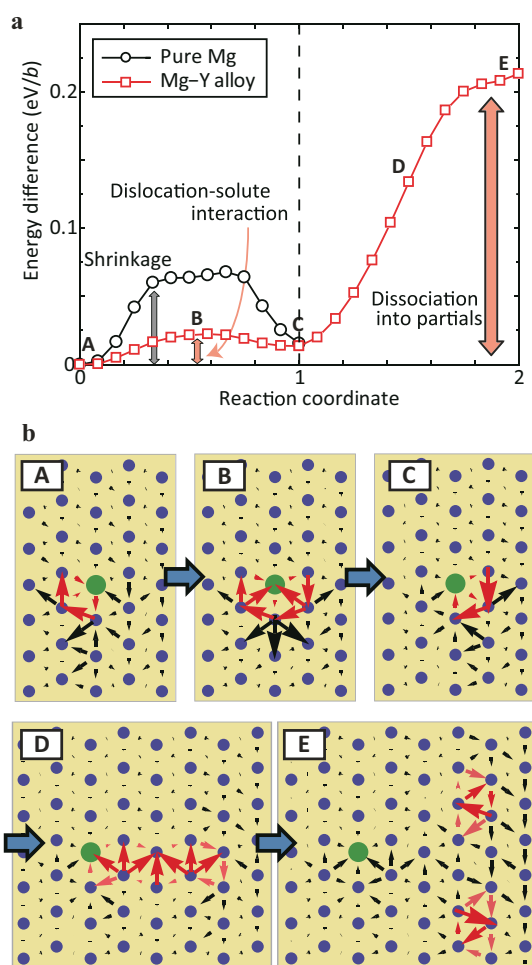 a
Pure Mg
Mg–Y alloy
Energy difference (eV/b)
0.2
0.1
0
A
B
C
D
E
Shrinkage
Dislocation-solute
interaction
Dissociation
into partials
0
1
2
Reaction coordinate
b
A
B
C
D
E